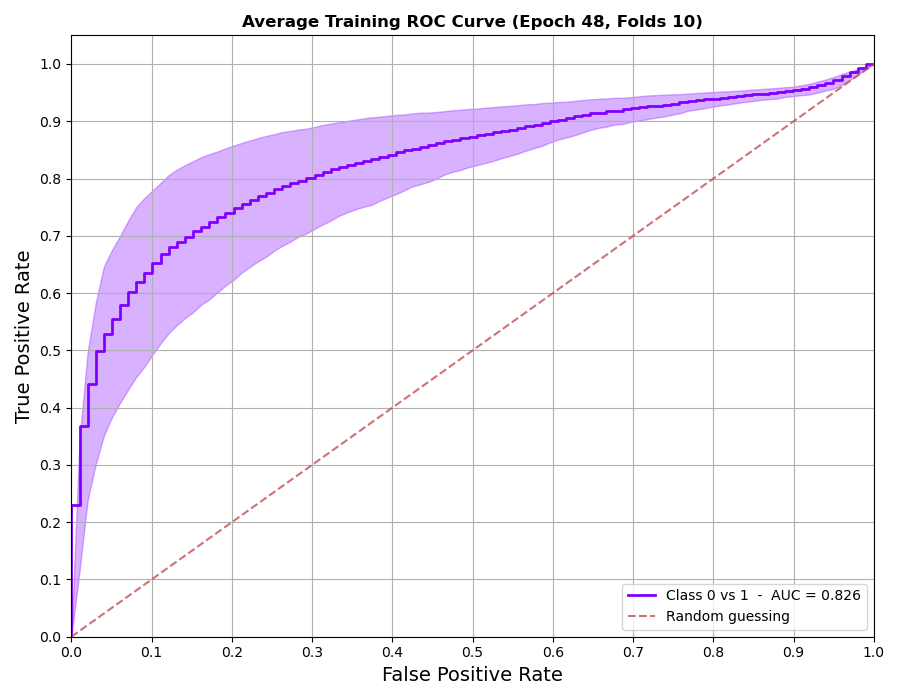 Average Training ROC Curve (Epoch 48, Folds 10)
True Positive Rate
1.0
0.9
0.8
0.7
0.6
0.5
0.4
0.3
0.2
0.1
0.0
Class 0 vs 1 - AUC = 0.826
Random guessing
0.0 0.1 0.2 0.3 0.4 0.5 0.6 0.7 0.8 0.9 1.0
False Positive Rate